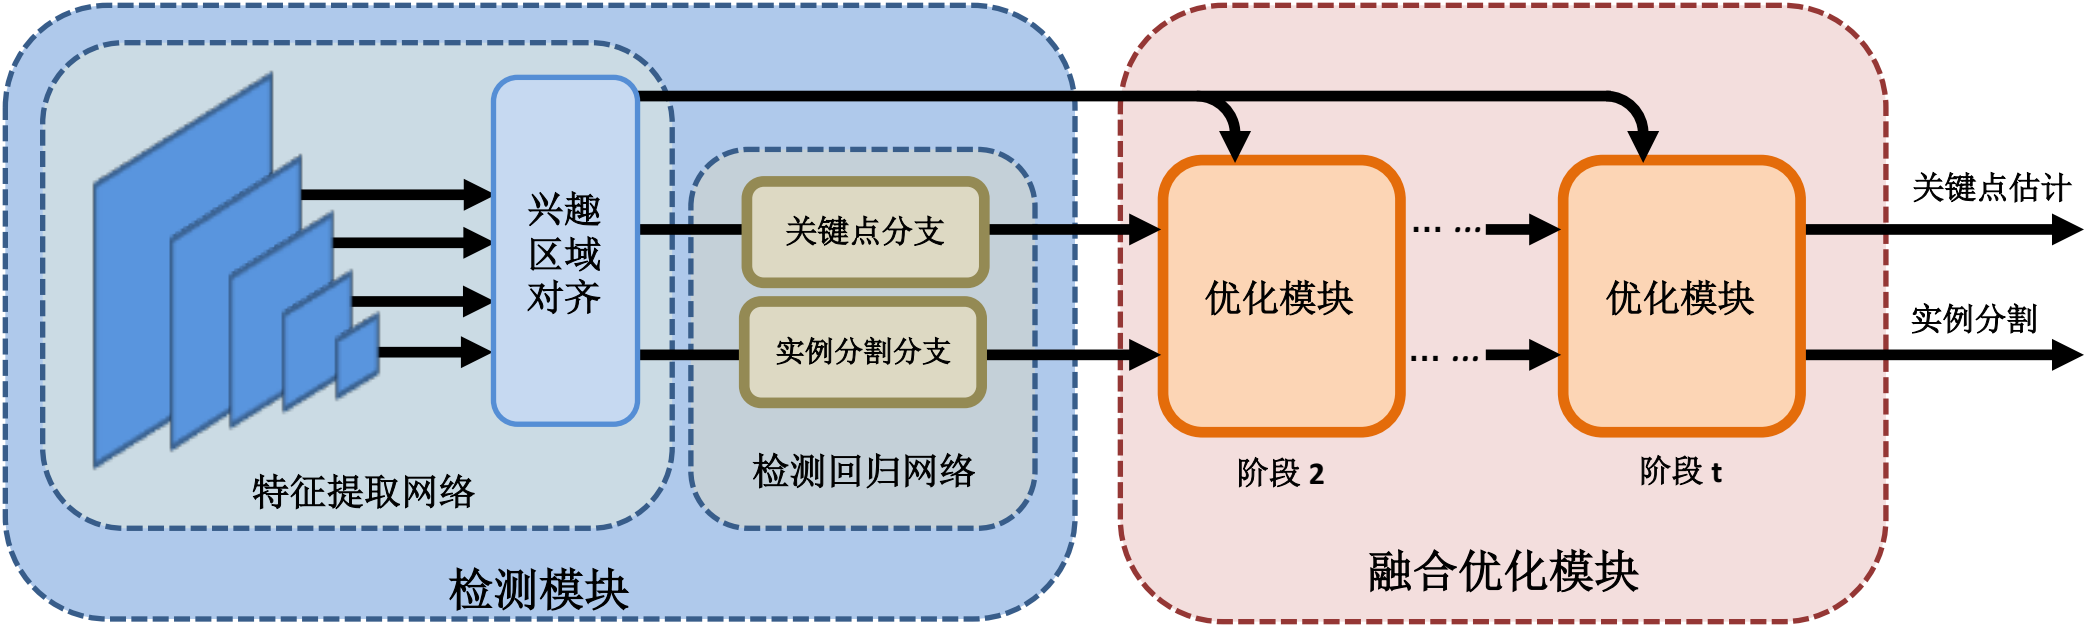 兴趣
区域
对齐
特征提取网络
关键点分支
实例分割分支
检测回归网络
检测模块
优化模块
阶段 2
... ...
... ...
优化模块
阶段 t
融合优化模块
关键点估计
实例分割